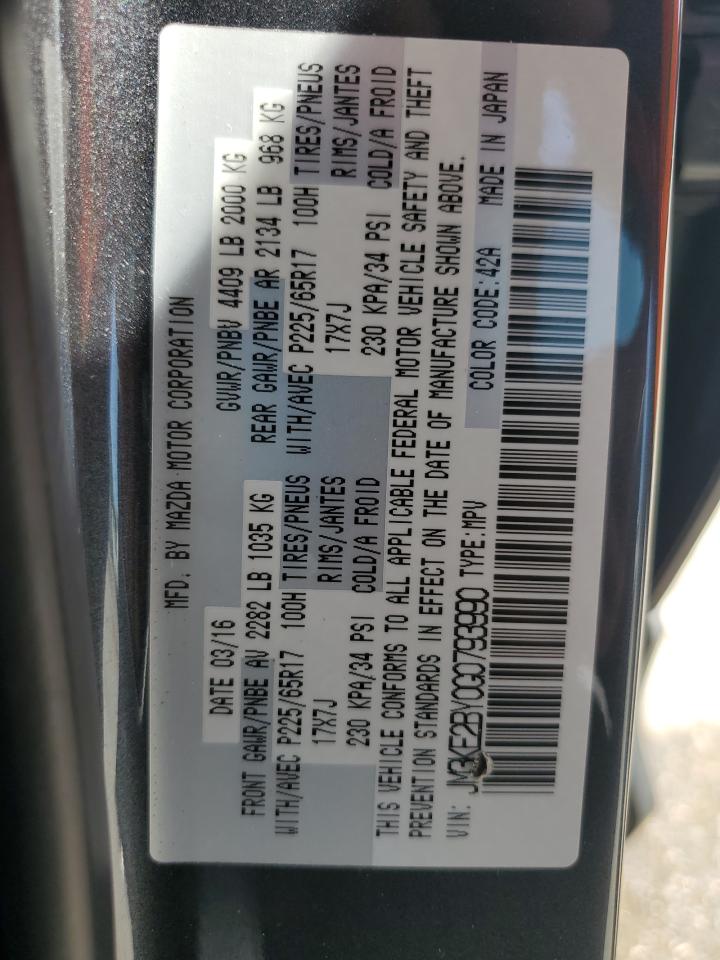 MFD. BY MAZDA MOTOR CORPORATION
DATE 03/16 GVWR/PNBV 4409 LB 2000 KG
FRONT GAWR/PNBE AV 2282 LB 1035 KG REAR GAWR/PNBE AR 2134 LB 968 KG
WITH/AVEC P225/65R17 100H TIRES/PNEUS WITH/AVEC P225/65R17 100H TIRES/PNEUS
17X7J RIMS/JANTES 17X7J RIMS/JANTES
230 KPA/34 PSI COLD/A FROID 230 KPA/34 PSI COLD/A FROID
THIS VEHICLE CONFORMS TO ALL APPLICABLE FEDERAL MOTOR VEHICLE SAFETY AND THEFT
PREVENTION STANDARDS IN EFFECT ON THE DATE OF MANUFACTURE SHOWN ABOVE.
VIN: JM3KE2BY0G0793990 TYPE:MPV COLOR CODE:42A MADE IN JAPAN